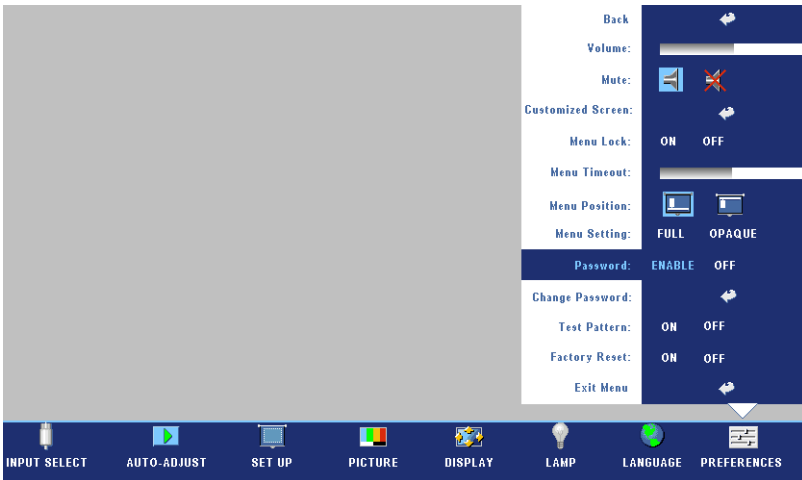 Back
Volume:
Mute:
Customized Screen:
Menu Lock: ON OFF
Menu Timeout:
Menu Position:
Menu Setting: FULL OPAQUE
Password: ENABLE OFF
Change Password:
Test Pattern: ON OFF
Factory Reset: ON OFF
Exit Menu
INPUT SELECT AUTO-ADJUST SET UP PICTURE DISPLAY LAMP LANGUAGE PREFERENCES